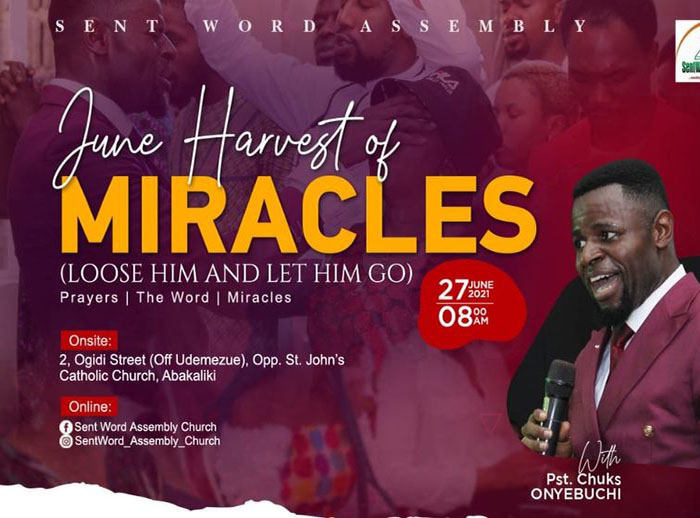 SENT WORD ASSEMBLY
June Harvest of
MIRACLES
(LOOSE HIM AND LET HIM GO)
Prayers | The Word | Miracles
27 JUNE 2021
08 00 AM
Onsite:
2, Ogidi Street (Off Udemezue), Opp. St. John's
Catholic Church, Abakaliki
Online:
Sent Word Assembly Church
SentWord_Assembly_Church
With
Pst. Chuks
ONYEBUCHI